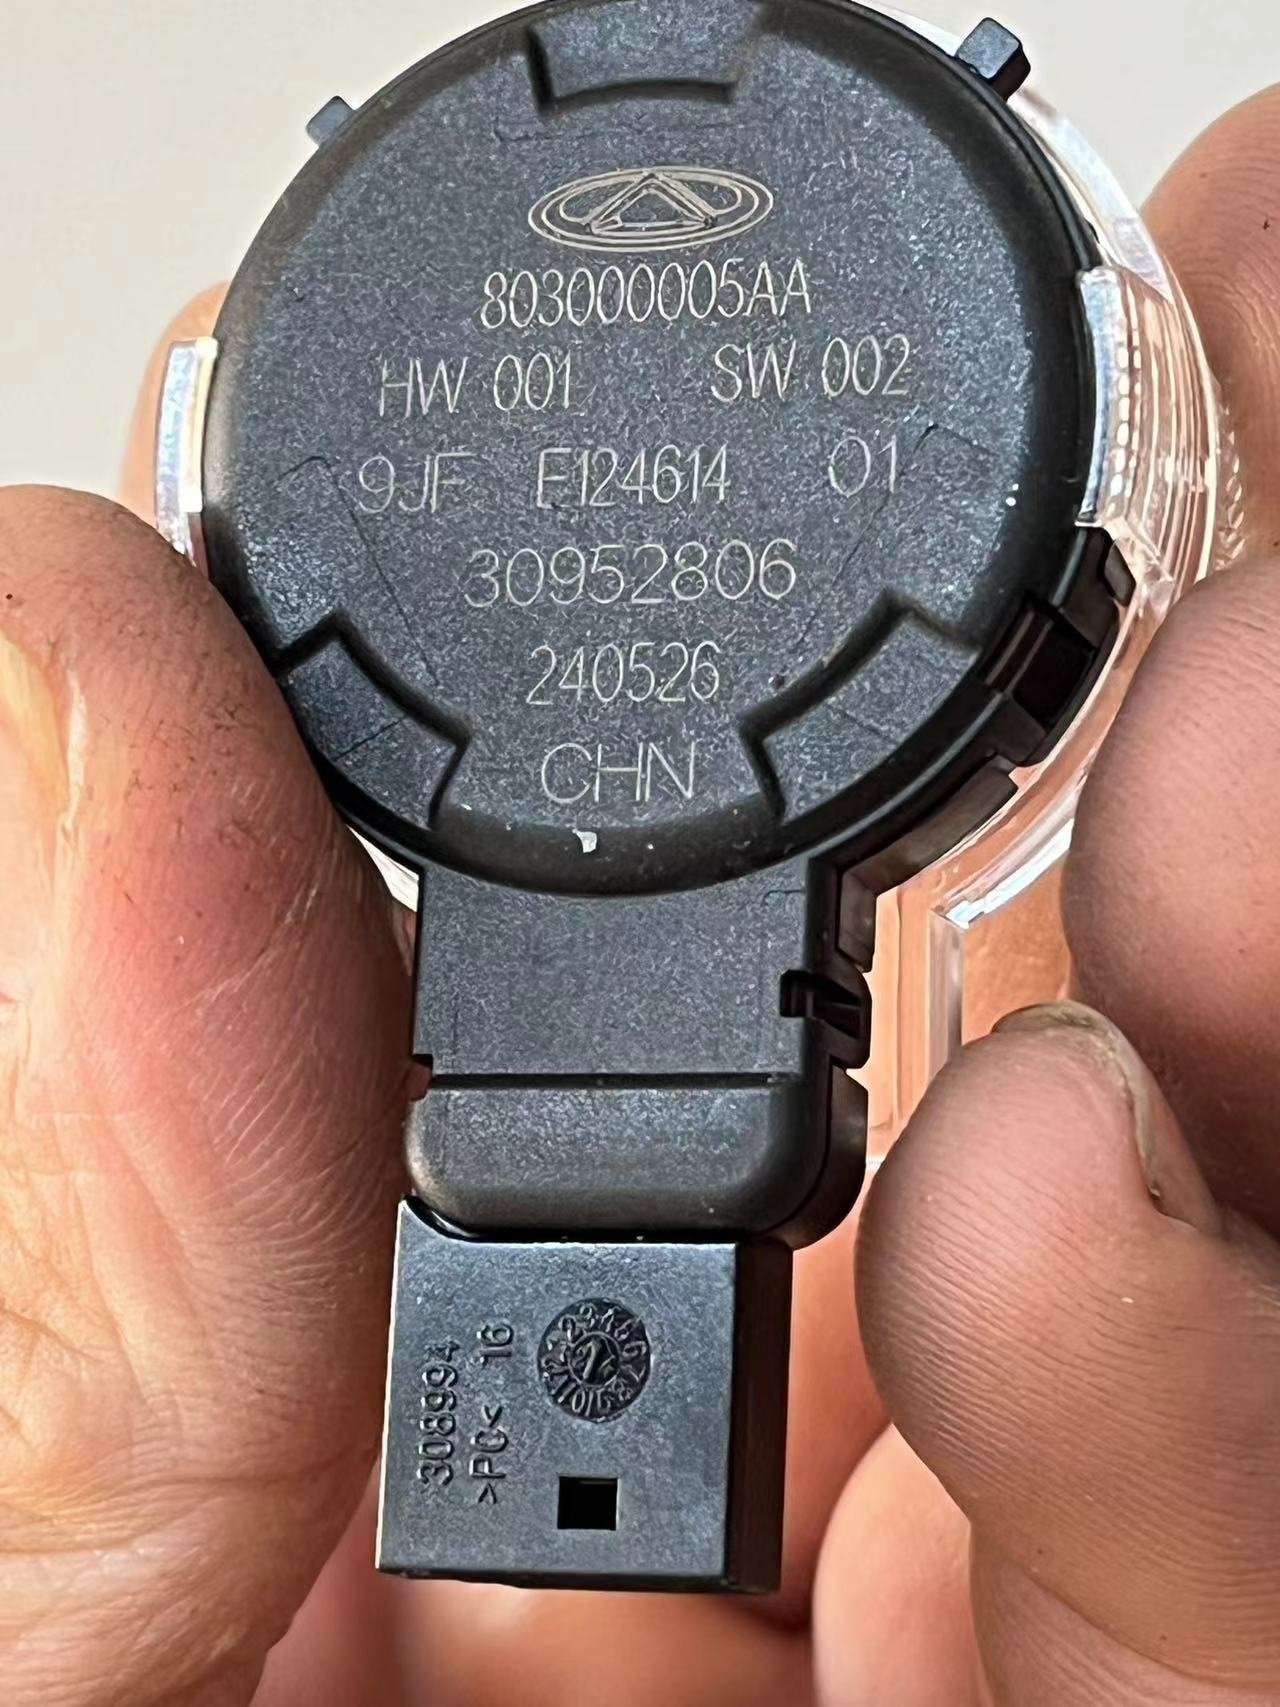 803000005AA
HW 001 SW 002
9JF E124614 01
30952806
240526
CHN
308994
>PC< 16